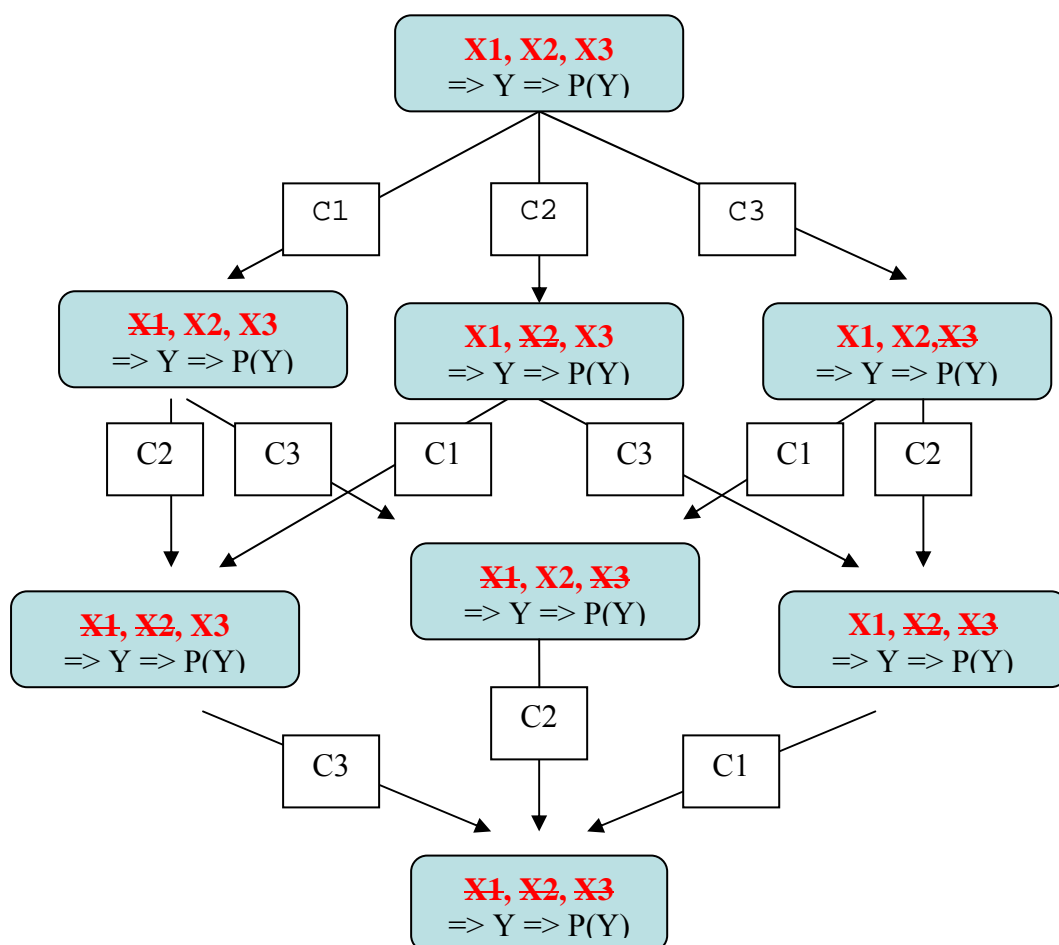 X1, X2, X3
=> Y => P(Y)
C1
C2
C3
X1, X2, X3
=> Y => P(Y)
X1, X2, X3
=> Y => P(Y)
X1, X2,X3
=> Y => P(Y)
C2
C3
C1
C3
C1
C2
X1, X2, X3
=> Y => P(Y)
X1, X2, X3
=> Y => P(Y)
X1, X2, X3
=> Y => P(Y)
C3
C2
C1
X1, X2, X3
=> Y => P(Y)